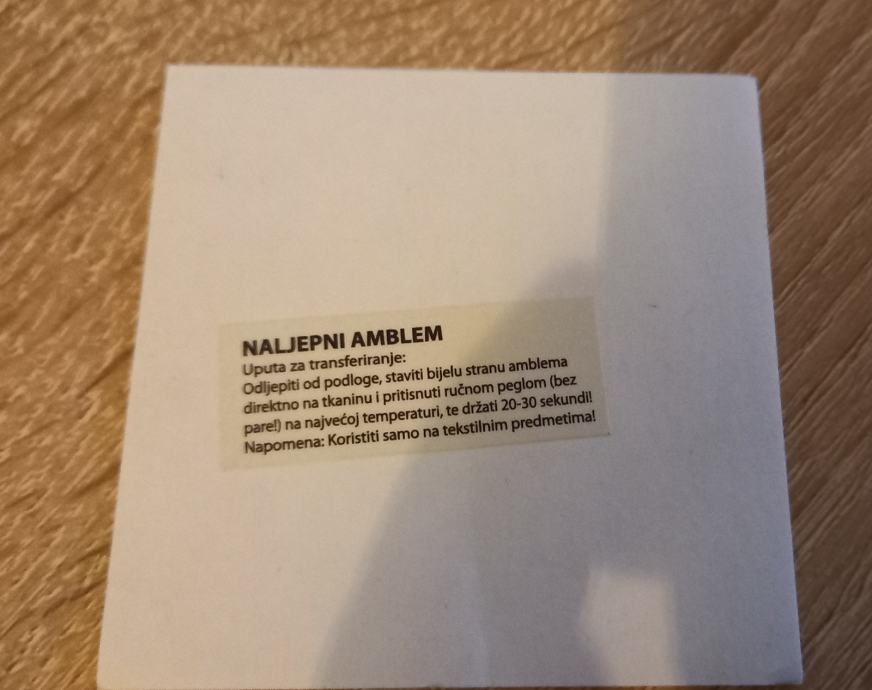 NALJEPNI AMBLEM
Uputa za transferiranje:
Odljepiti od podloge, staviti bijelu stranu amblema
direktno na tkaninu i pritisnuti ručnom peglom (bez
pare!) na najvećoj temperaturi, te držati 20-30 sekundi!
Napomena: Koristiti samo na tekstilnim predmetima!